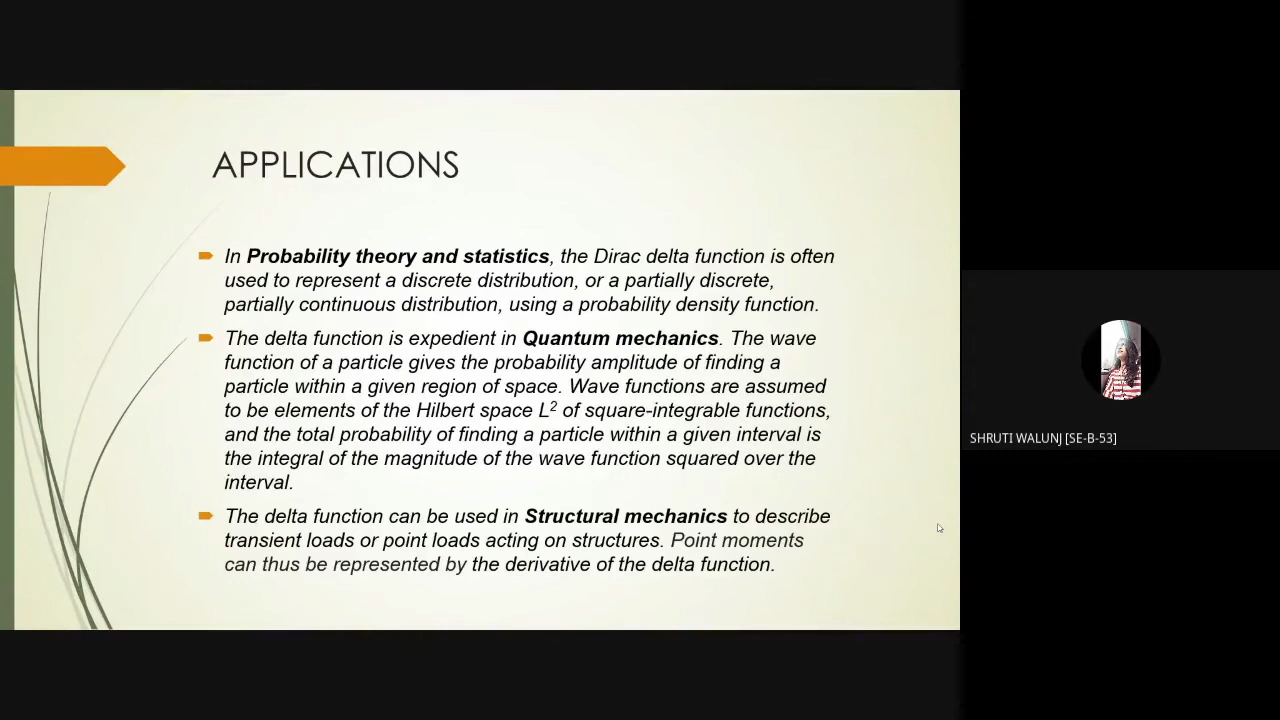 APPLICATIONS
In Probability theory and statistics, the Dirac delta function is often
used to represent a discrete distribution, or a partially discrete,
partially continuous distribution, using a probability density function.
The delta function is expedient in Quantum mechanics. The wave
function of a particle gives the probability amplitude of finding a
particle within a given region of space. Wave functions are assumed
to be elements of the Hilbert space L² of square-integrable functions,
and the total probability of finding a particle within a given interval is
the integral of the magnitude of the wave function squared over the
interval.
The delta function can be used in Structural mechanics to describe
transient loads or point loads acting on structures. Point moments
can thus be represented by the derivative of the delta function.
SHRUTI WALUNJ [SE-B-53]